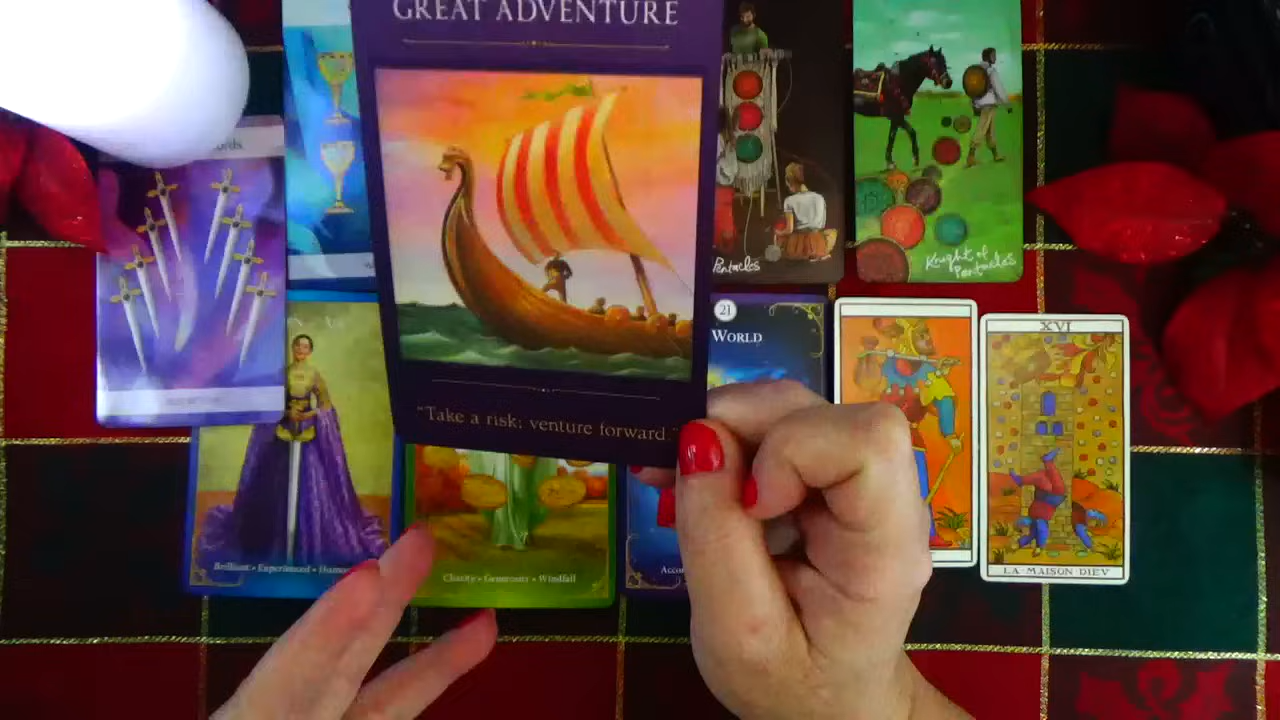 GREAT ADVENTURE
"Take a risk; venture forward."
Pentacles
Knight of
Pentacles
21
WORLD
XVI
Brilliant • Experienced •
Charity • Generosity • Windfall
LA MAISON DIEV